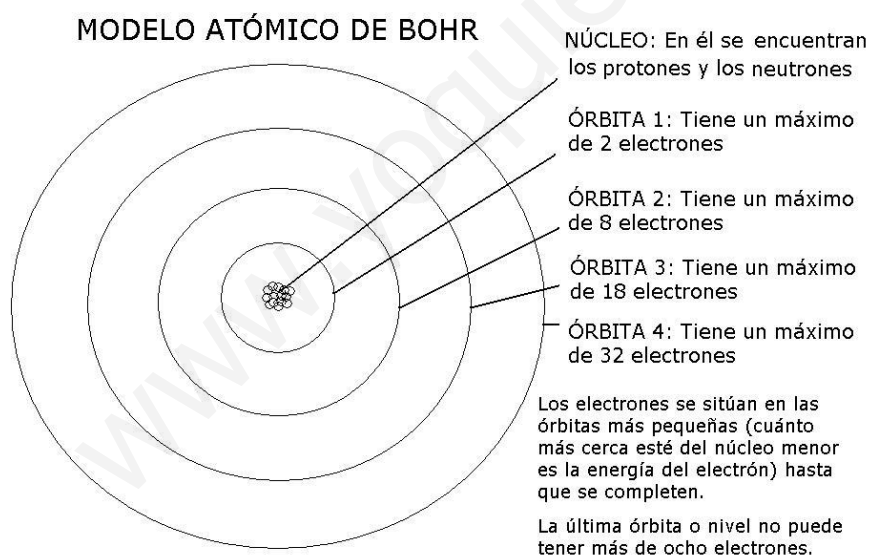 MODELO ATÓMICO DE BOHR
NÚCLEO: En él se encuentran
los protones y los neutrones
ÓRBITA 1: Tiene un máximo
de 2 electrones
ÓRBITA 2: Tiene un máximo
de 8 electrones
ÓRBITA 3: Tiene un máximo
de 18 electrones
ÓRBITA 4: Tiene un máximo
de 32 electrones
Los electrones se sitúan en las
órbitas más pequeñas (cuánto
más cerca esté del núcleo menor
es la energía del electrón) hasta
que se completen.
La última órbita o nivel no puede
tener más de ocho electrones.
www.yoquie